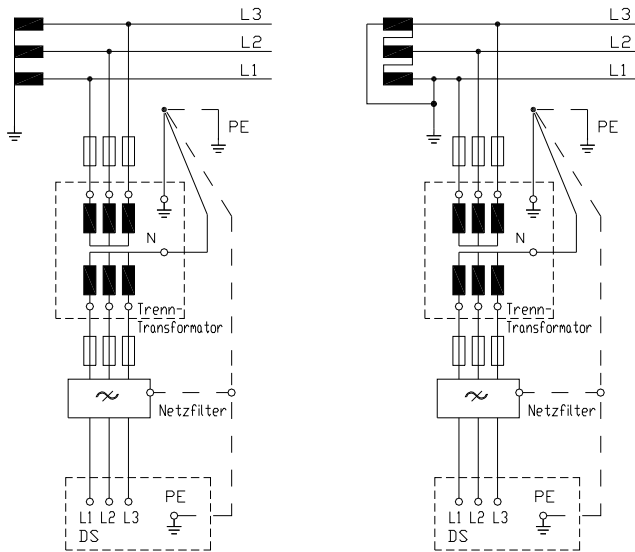 L3
L2
L1
PE
N
Trenn-
Transformator
Netzfilter
PE
L1 L2 L3
DS
L3
L2
L1
PE
N
Trenn-
Transformator
Netzfilter
PE
L1 L2 L3
DS